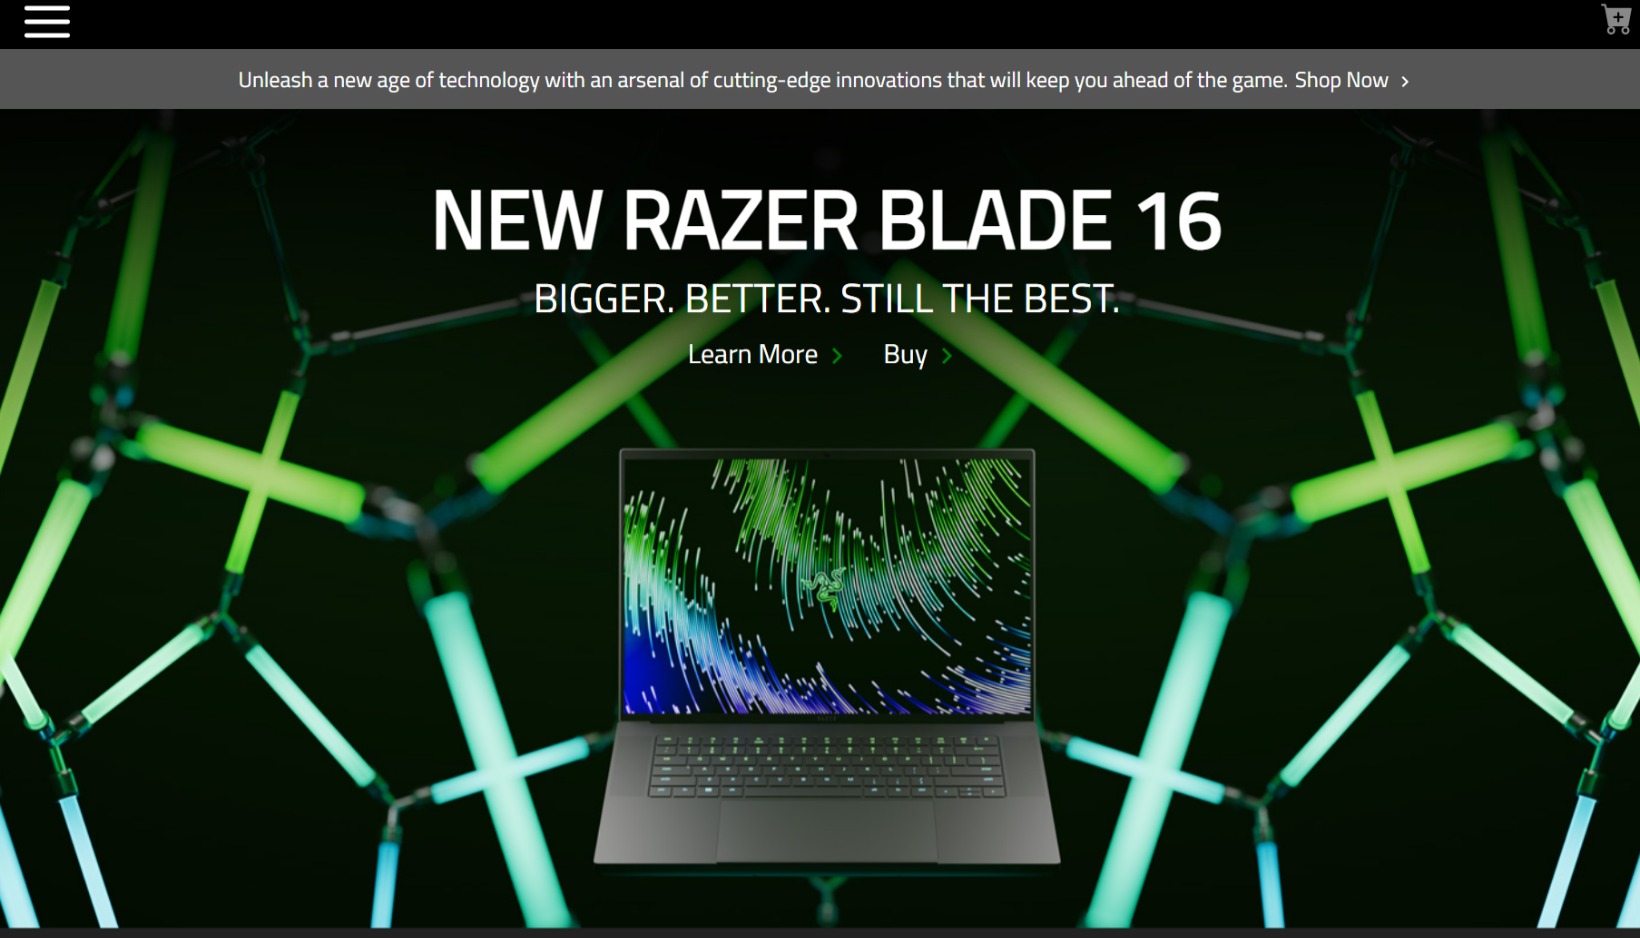 Unleash a new age of technology with an arsenal of cutting-edge innovations that will keep you ahead of the game. Shop Now >
NEW RAZER BLADE 16
BIGGER. BETTER. STILL THE BEST.
Learn More > Buy >